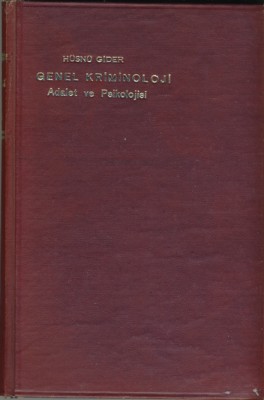 HÜSNÜ GİDER
GENEL KRİMİNOLOJİ
Adalet ve Psikolojisi